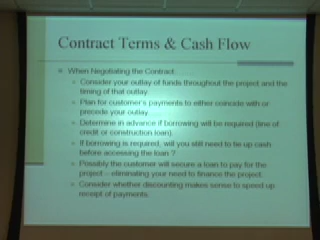 Contract Terms & Cash Flow
When Negotiating the Contract:
Consider your outlay of funds throughout the project and the
timing of that outlay.
Plan for customer's payments to either coincide with or
precede your outlay.
Determine in advance if borrowing will be required (line of
credit or construction loan).
If borrowing is required, will you still need to tie up cash
before accessing the loan ?
Possibly the customer will secure a loan to pay for the
project – eliminating your need to finance the project.
Consider whether discounting makes sense to speed up
receipt of payments.